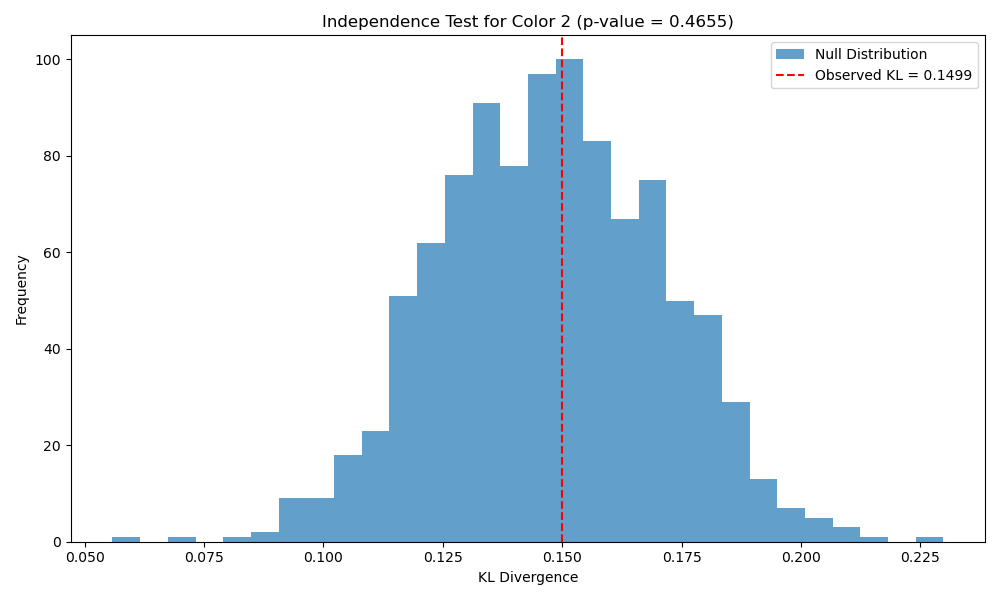 Independence Test for Color 2 (p-value = 0.4655)
Null Distribution
Observed KL = 0.1499
100
80
60
40
20
0
Frequency
0.050 0.075 0.100 0.125 0.150 0.175 0.200 0.225
KL Divergence